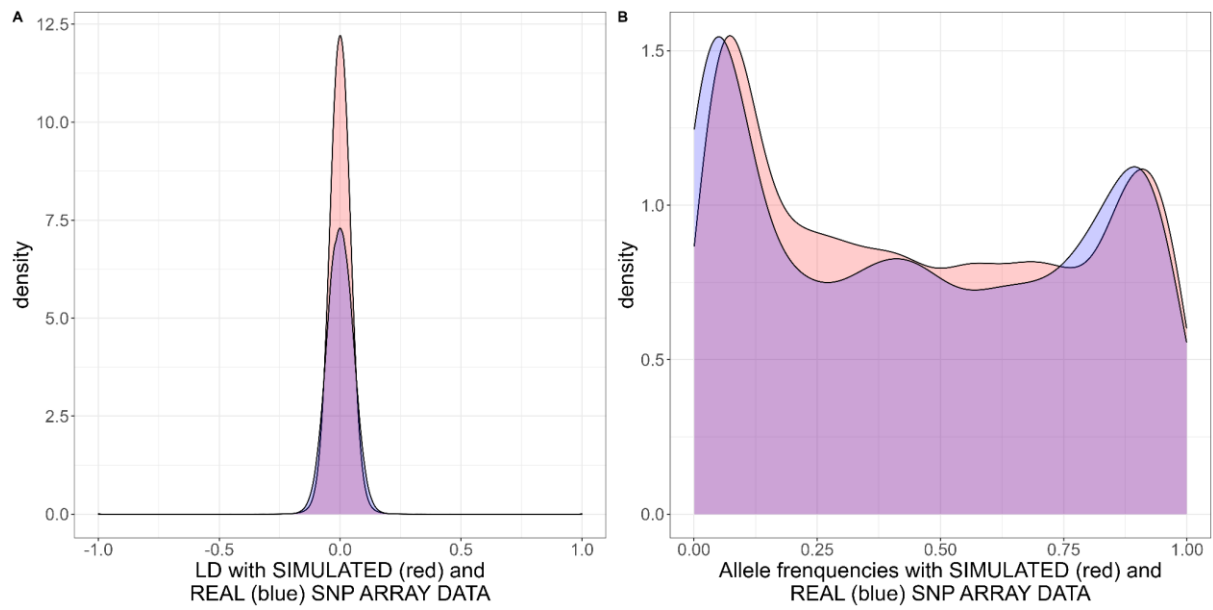 A
12.5
10.0
7.5
5.0
2.5
0.0
density
-1.0
-0.5
0.0
0.5
1.0
LD with SIMULATED (red) and
REAL (blue) SNP ARRAY DATA
B
1.5
1.0
0.5
0.0
density
0.00
0.25
0.50
0.75
1.00
Allele frenquencies with SIMULATED (red) and
REAL (blue) SNP ARRAY DATA